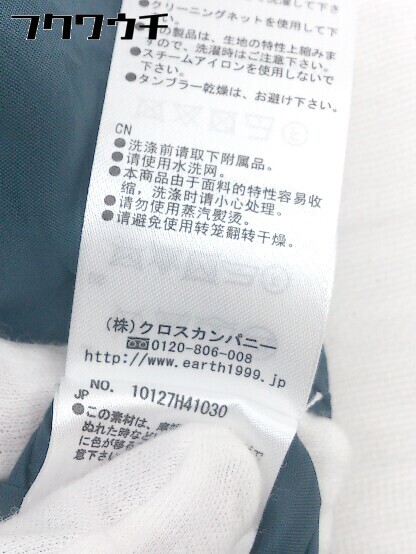 フクワウチ
●クリーニングネットを使用して下
さい。
●この製品は、生地の特性上縮みま
すので、洗濯時はご注意下さい。
●スチームアイロンを使用しないで
下さい。
●タンブラー乾燥は、お避け下さい。
CN
●洗涤前请取下附属品。
●请使用水洗网。
●本商品由于面料的特性容易收
缩，洗涤时请小心处理。
●请勿使用蒸汽熨烫。
●请避免使用转笼翻转干燥。
(株)クロスカンパニー
0120-806-008
http://www.earth1999.jp
NO. 10127H41030
JP
●この素材は、摩
ぬれた時など
に色が移
意下さ